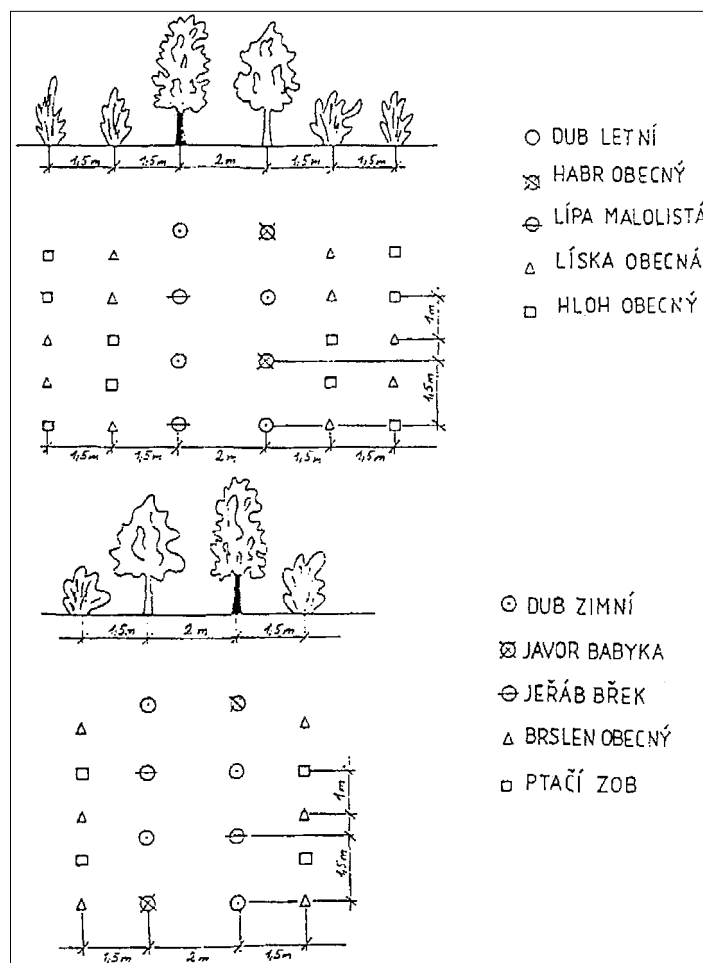 1,5m 1,5m 2m 1,5m 1,5m
DUB LETNÍ
HABR OBECNÝ
LÍPA MALOLISTÁ
LÍSKA OBECNÁ
HLOH OBECNÝ
1m
1,5m
1,5m 1,5m 2m 1,5m 1,5m
1,5m 2m 1,5m
DUB ZIMNÍ
JAVOR BABYKA
JEŘÁB BŘEK
BRSLEN OBECNÝ
PTAČÍ ZOB
1m
1,5m
1,5m 2m 1,5m